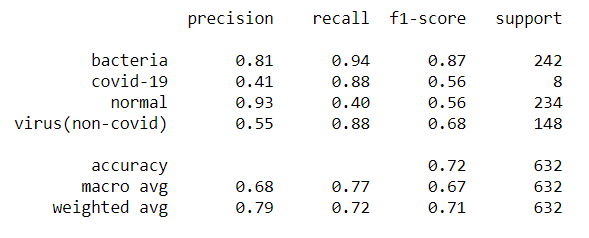 precision recall f1-score support
bacteria 0.81 0.94 0.87 242
covid-19 0.41 0.88 0.56 8
normal 0.93 0.40 0.56 234
virus(non-covid) 0.55 0.88 0.68 148
accuracy 0.72 632
macro avg 0.68 0.77 0.67 632
weighted avg 0.79 0.72 0.71 632